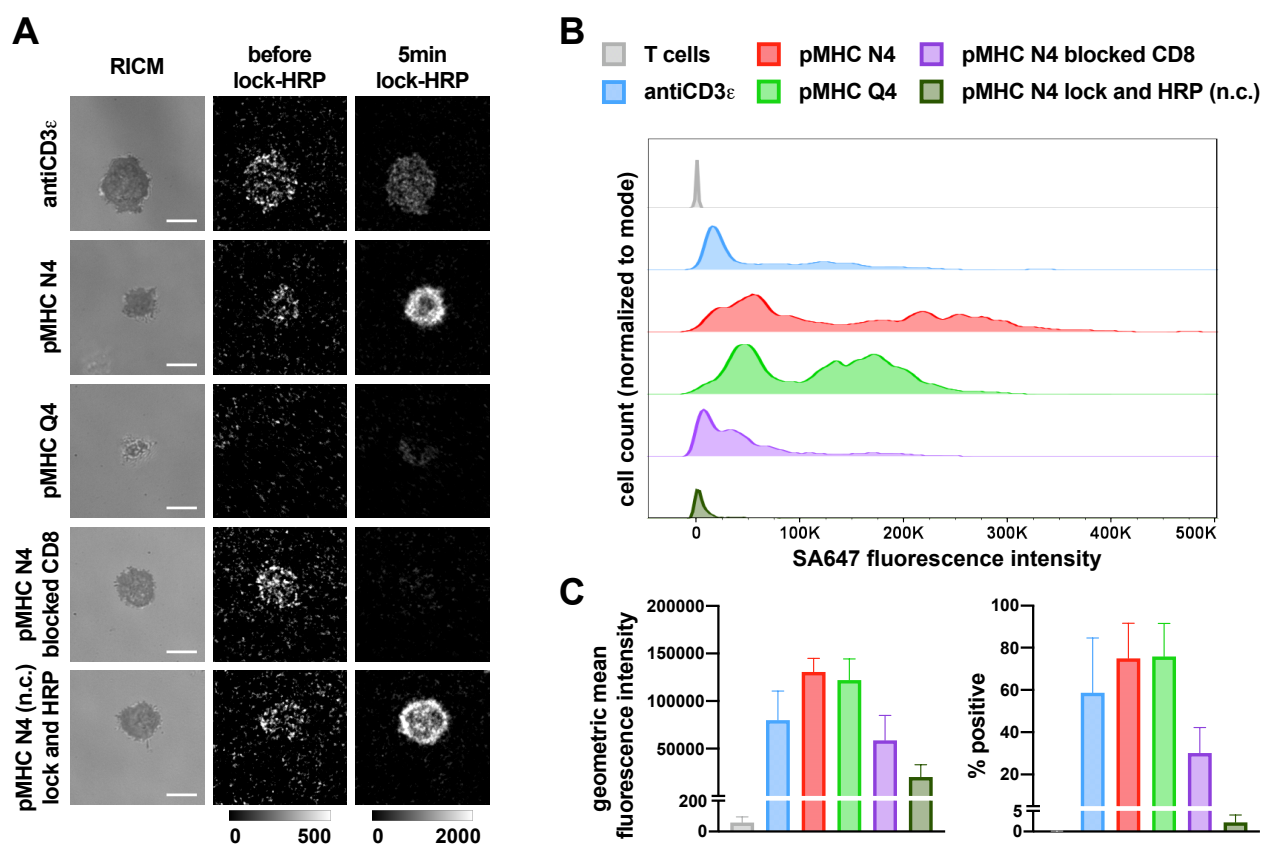 A
RICM
before
lock-HRP
5min
lock-HRP
antiCD3ε
pMHC N4
pMHC Q4
pMHC N4
blocked CD8
pMHC N4 (n.c.)
lock and HRP
0
500
0
2000
B
T cells
pMHC N4
pMHC N4 blocked CD8
antiCD3ε
pMHC Q4
pMHC N4 lock and HRP (n.c.)
cell count (normalized to mode)
0
100K
200K
300K
400K
500K
SA647 fluorescence intensity
C
geometric mean
fluorescence intensity
200000
150000
100000
50000
200
0
% positive
100
80
60
40
20
5
0